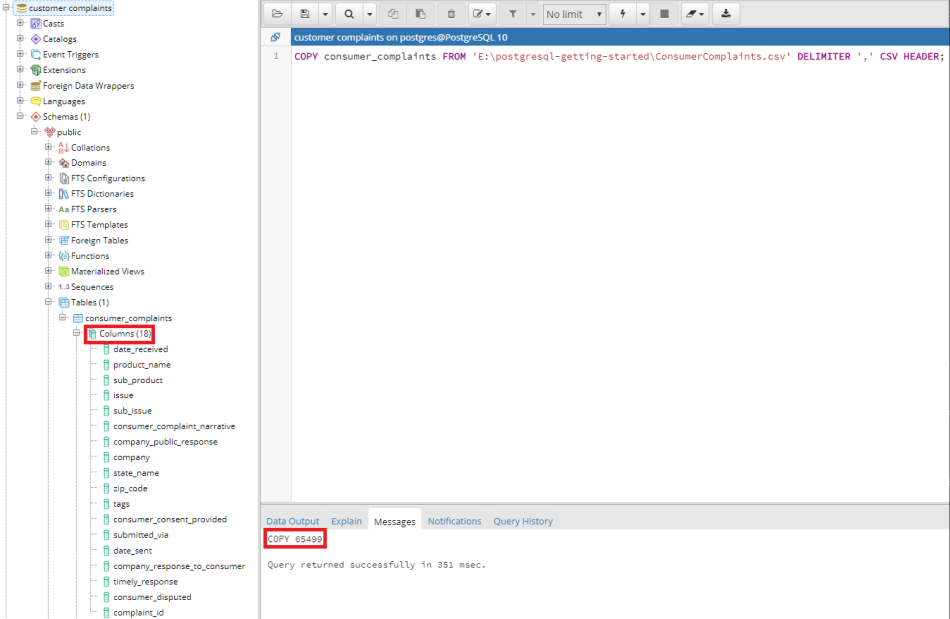 customer complaints
Casts
Catalogs
Event Triggers
Extensions
Foreign Data Wrappers
Languages
Schemas (1)
public
Collations
Domains
FTS Configurations
FTS Dictionaries
FTS Parsers
FTS Templates
Foreign Tables
Functions
Materialized Views
Sequences
Tables (1)
consumer_complaints
Columns (18)
date_received
product_name
sub_product
issue
sub_issue
consumer_complaint_narrative
company_public_response
company
state_name
zip_code
tags
consumer_consent_provided
submitted_via
date_sent
company_response_to_consumer
timely_response
consumer_disputed
complaint_id
No limit
customer complaints on postgres@PostgreSQL 10
1 COPY consumer_complaints FROM 'E:\postgresql-getting-started\ConsumerComplaints.csv' DELIMITER ',' CSV HEADER;
Data Output Explain Messages Notifications Query History
COPY 65499
Query returned successfully in 351 msec.